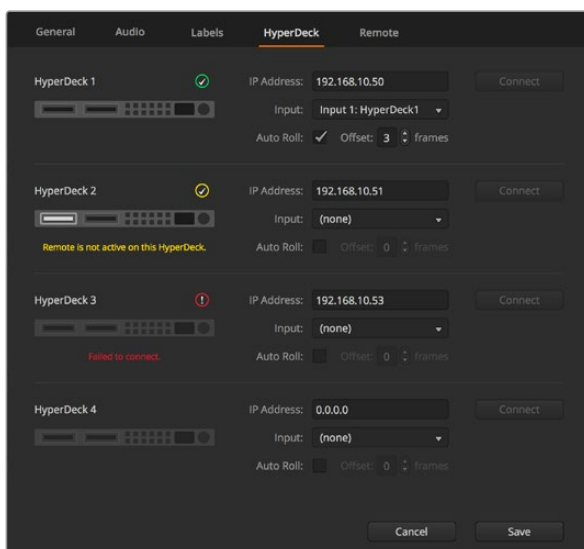 General Audio Labels HyperDeck Remote
HyperDeck 1 IP Address: 192.168.10.50 Connect
Input: Input 1: HyperDeck1
Auto Roll: Offset: 3 frames
HyperDeck 2 IP Address: 192.168.10.51 Connect
Input: (none)
Remote is not active on this HyperDeck.
Auto Roll: Offset: 0 frames
HyperDeck 3 IP Address: 192.168.10.53 Connect
Input: (none)
Failed to connect.
Auto Roll: Offset: 0 frames
HyperDeck 4 IP Address: 0.0.0.0 Connect
Input: (none)
Auto Roll: Offset: 0 frames
Cancel Save